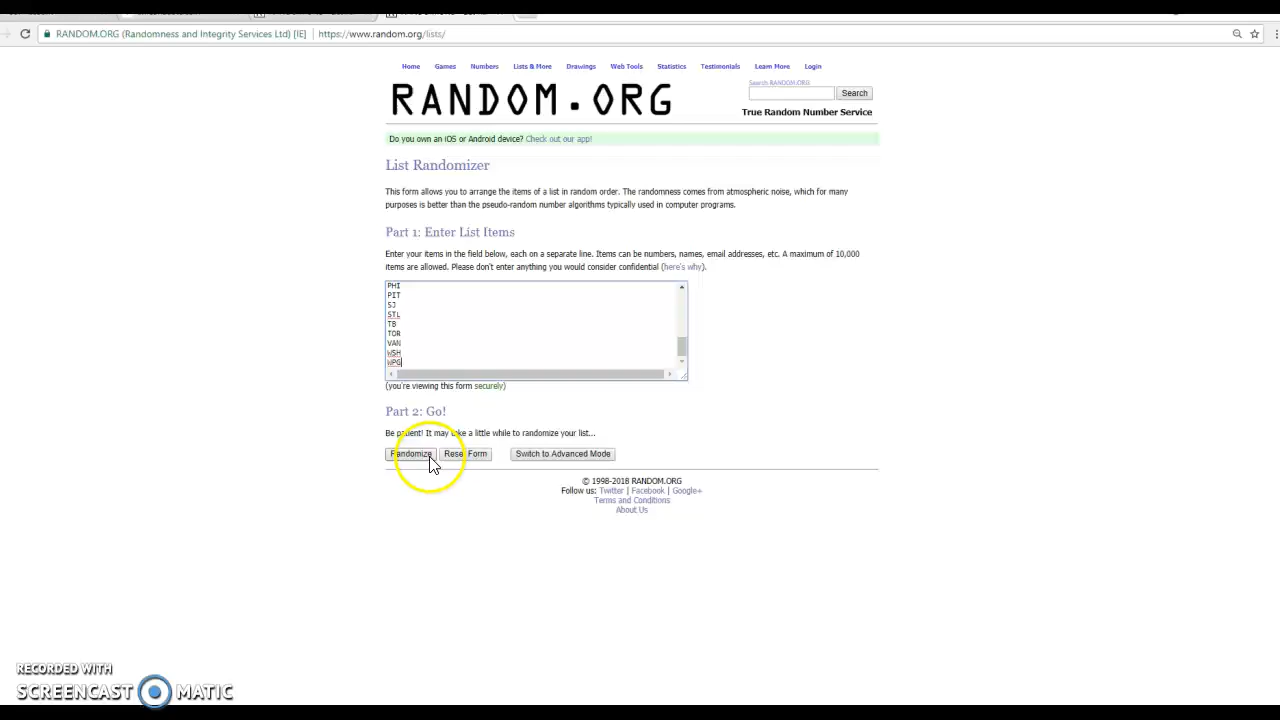 RANDOM.ORG (Randomness and Integrity Services Ltd) [IE] | https://www.random.org/lists/
Home Games Numbers Lists & More Drawings Web Tools Statistics Testimonials Learn More Login
RANDOM.ORG
Search RANDOM.ORG
Search
True Random Number Service
Do you own an iOS or Android device? Check out our app!
List Randomizer
This form allows you to arrange the items of a list in random order. The randomness comes from atmospheric noise, which for many
purposes is better than the pseudo-random number algorithms typically used in computer programs.
Part 1: Enter List Items
Enter your items in the field below, each on a separate line. Items can be numbers, names, email addresses, etc. A maximum of 10,000
items are allowed. Please don't enter anything you would consider confidential (here's why).
PHI
PIT
SJ
STL
TB
TOR
VAN
WSH
WPG
(you're viewing this form securely)
Part 2: Go!
Be patient! It may take a little while to randomize your list...
Randomize Reset Form Switch to Advanced Mode
© 1998-2018 RANDOM.ORG
Follow us: Twitter | Facebook | Google+
Terms and Conditions
About Us
RECORDED WITH
SCREENCAST MATIC